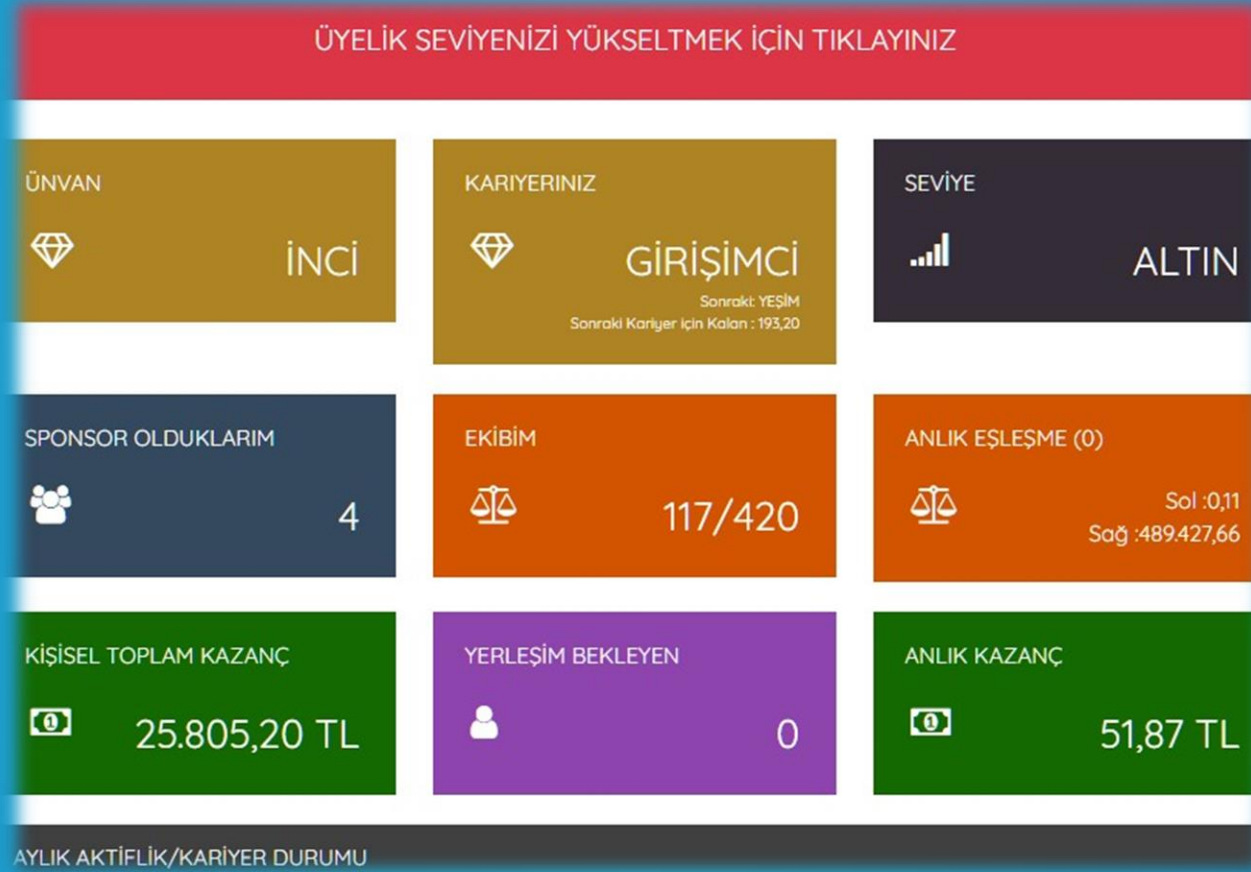 ÜYELİK SEVİYENİZİ YÜKSELTMEK İÇİN TIKLAYINIZ
ÜNVAN
İNCİ
KARIYERINIZ
GİRİŞİMCİ
Sonraki: YEŞİM
Sonraki Kariyer için Kalan : 193,20
SEVİYE
ALTIN
SPONSOR OLDUKLARIM
4
EKİBİM
117/420
ANLIK EŞLEŞME (0)
Sol :0,11
Sağ :489.427,66
KİŞİSEL TOPLAM KAZANÇ
25.805,20 TL
YERLEŞİM BEKLEYEN
0
ANLIK KAZANÇ
51,87 TL
AYLIK AKTİFLİK/KARİYER DURUMU